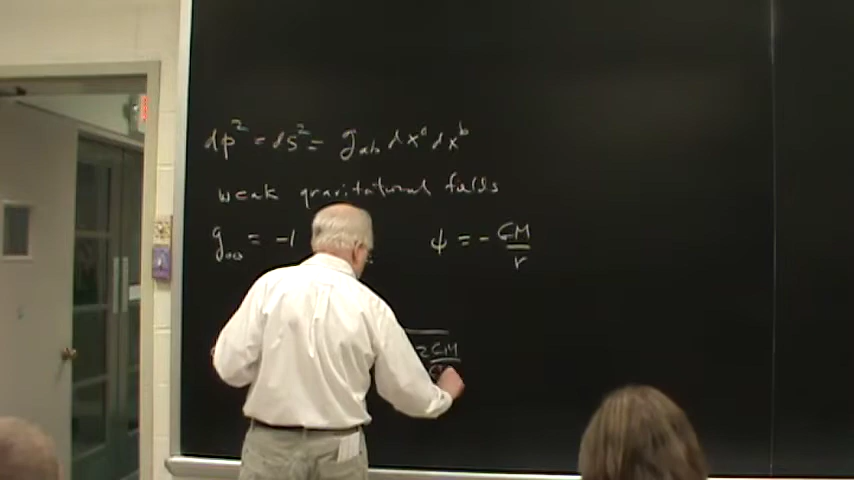 dp² = ds² = g_ab dx^a dx^b
weak gravitational fields
g_00 = -1 ψ = - GM/r
2GM